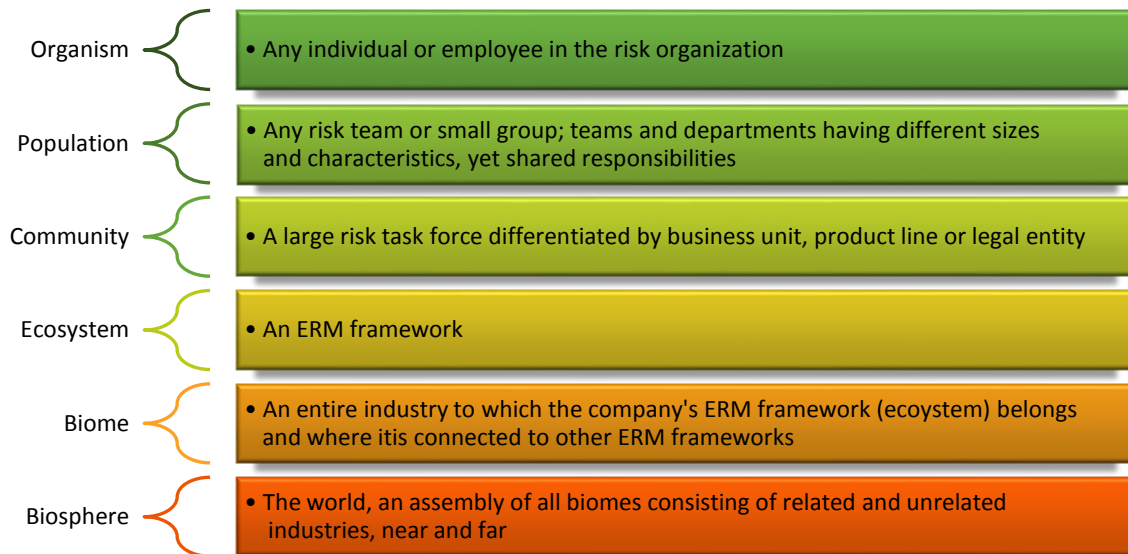 Organism
• Any individual or employee in the risk organization
Population
• Any risk team or small group; teams and departments having different sizes
and characteristics, yet shared responsibilities
Community
• A large risk task force differentiated by business unit, product line or legal entity
Ecosystem
• An ERM framework
Biome
• An entire industry to which the company's ERM framework (ecoystem) belongs
and where itis connected to other ERM frameworks
Biosphere
• The world, an assembly of all biomes consisting of related and unrelated
industries, near and far